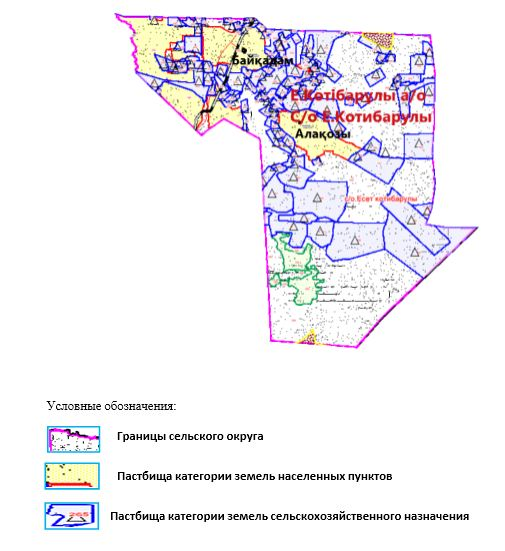 Байқадам
Е.Көтібарұлы а/о
С/о Е.Котибарулы
Алақозы
с/о.Есет котибарулы
Условные обозначения:
Границы сельского округа
Пастбища категории земель населенных пунктов
265
Пастбища категории земель сельскохозяйственного назначения